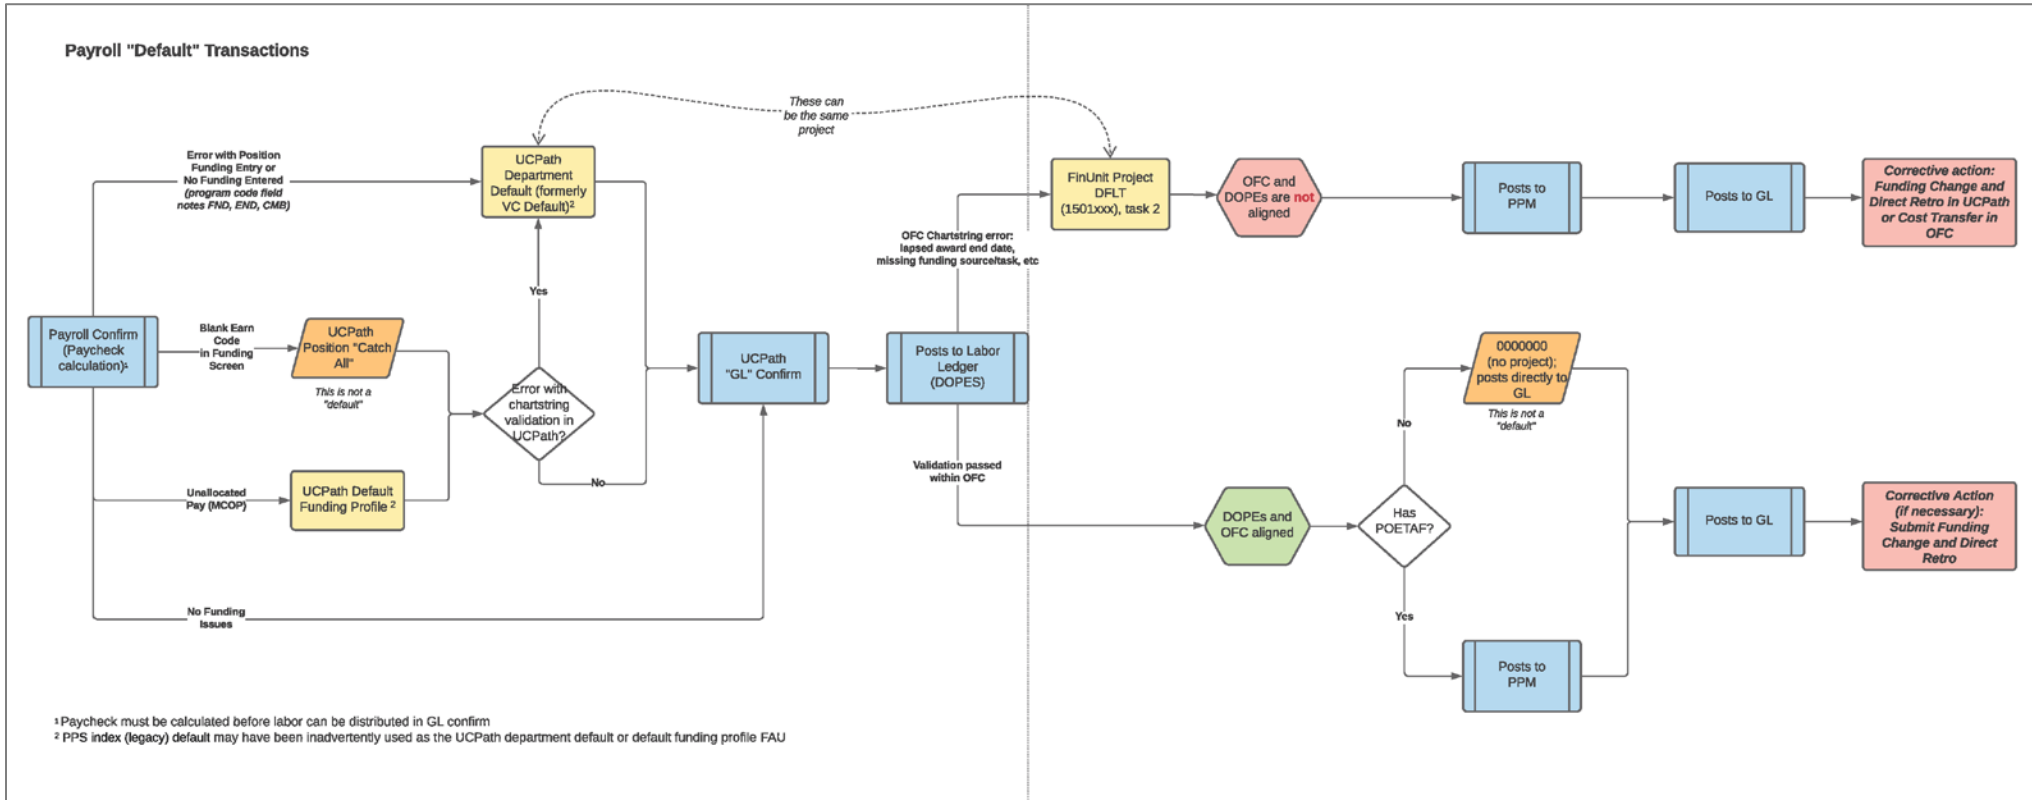 Payroll "Default" Transactions
These can
be the same
project
Error with Position
Funding Entry or
No Funding Entered
(program code field
notes FND, END, CMB)
UCPath
Department
Default (formerly
VC Default)²
FinUnit Project
DFLT
(1501xxx), task 2
OFC and
DOPEs are not
aligned
Posts to
PPM
Posts to GL
Corrective action:
Funding Change and
Direct Retro in UCPath
or Cost Transfer in
OFC
OFC Chartstring error:
lapsed award end date,
missing funding source/task, etc
Yes
Payroll Confirm
(Paycheck
calculation)¹
Blank Earn
Code
in Funding
Screen
UCPath
Position "Catch
All"
This is not a
"default"
Error with
chartstring
validation in
UCPath?
UCPath
"GL" Confirm
Posts to Labor
Ledger
(DOPES)
0000000
(no project);
posts directly to
GL
This is not a
"default"
No
Validation passed
within OFC
Unallocated
Pay (MCOP)
UCPath Default
Funding Profile ²
No
DOPEs and
OFC aligned
Has
POETAF?
Posts to GL
Corrective Action
(if necessary):
Submit Funding
Change and Direct
Retro
No Funding
Issues
Yes
Posts to
PPM
¹ Paycheck must be calculated before labor can be distributed in GL confirm
² PPS index (legacy) default may have been inadvertently used as the UCPath department default or default funding profile FAU